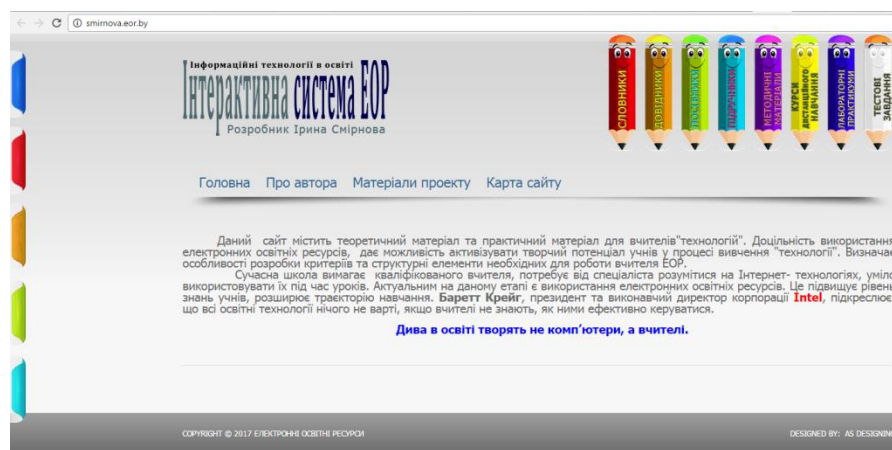 smirnova.eor.by
Інформаційні технології в освіті
Інтерактивна система ЕОР
Розробник Ірина Смірнова
СЛОВНИКИ
ДОВІДНИКИ
ПОСІБНИКИ
ПІДРУЧНИКИ
МЕТОДИЧНІ
МАТЕРІАЛИ
КУРСИ
ДИСТАНЦІЙНОГО
НАВЧАННЯ
ЛАБОРАТОРНІ
ПРАКТИКУМИ
ТЕСТОВІ
ЗАВДАННЯ
Головна Про автора Матеріали проекту Карта сайту
Даний сайт містить теоретичний матеріал та практичний матеріал для вчителів"технологій". Доцільність використання
електронних освітніх ресурсів, дає можливість активізувати творчий потенціал учнів у процесі вивчення "технології". Визначає
особливості розробки критеріїв та структурні елементи необхідних для роботи вчителя ЕОР.
Сучасна школа вимагає кваліфікованого вчителя, потребує від спеціаліста розумітися на Інтернет- технологіях, уміло
використовувати їх під час уроків. Актуальним на даному етапі є використання електронних освітніх ресурсів. Це підвищує рівень
знань учнів, розширює траєкторію навчання. Баретт Крейг, президент та виконавчий директор корпорації Intel, підкреслює
що всі освітні технології нічого не варті, якщо вчителі не знають, як ними ефективно керуватися.
Дива в освіті творять не комп'ютери, а вчителі.
COPYRIGHT © 2017 ЕЛЕКТРОННІ ОСВІТНІ РЕСУРСИ
DESIGNED BY: AS DESIGNING